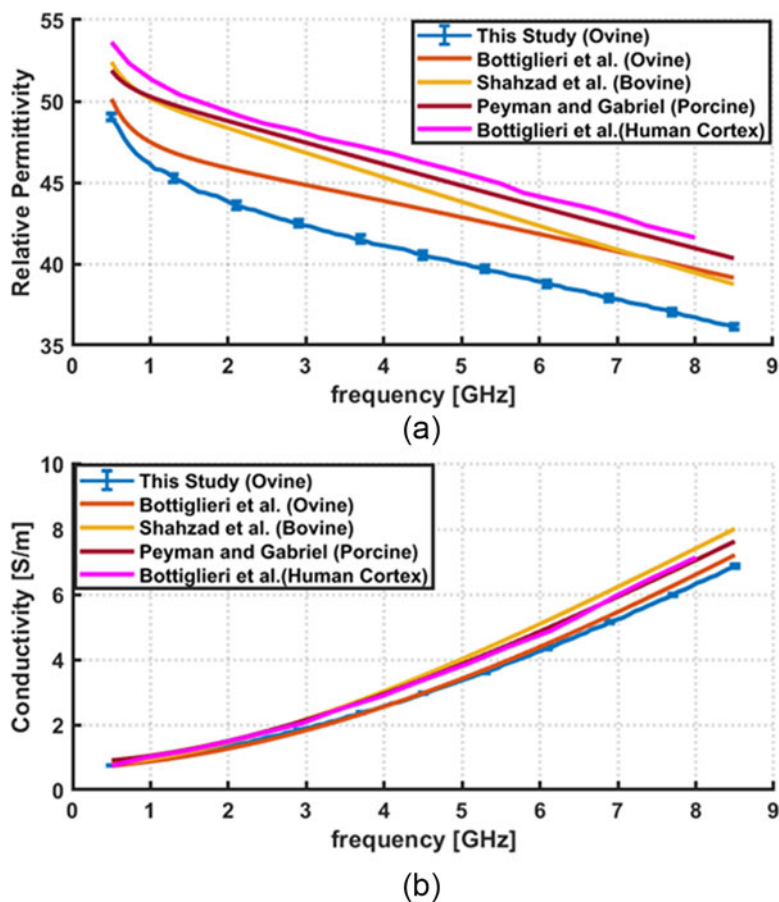 55
50
45
40
35
Relative Permittivity
This Study (Ovine)
Bottiglieri et al. (Ovine)
Shahzad et al. (Bovine)
Peyman and Gabriel (Porcine)
Bottiglieri et al.(Human Cortex)
1 2 3 4 5 6 7 8 9
frequency [GHz]
(a)
10
8
6
4
2
0
Conductivity [S/m]
This Study (Ovine)
Bottiglieri et al. (Ovine)
Shahzad et al. (Bovine)
Peyman and Gabriel (Porcine)
Bottiglieri et al.(Human Cortex)
0 1 2 3 4 5 6 7 8 9
frequency [GHz]
(b)